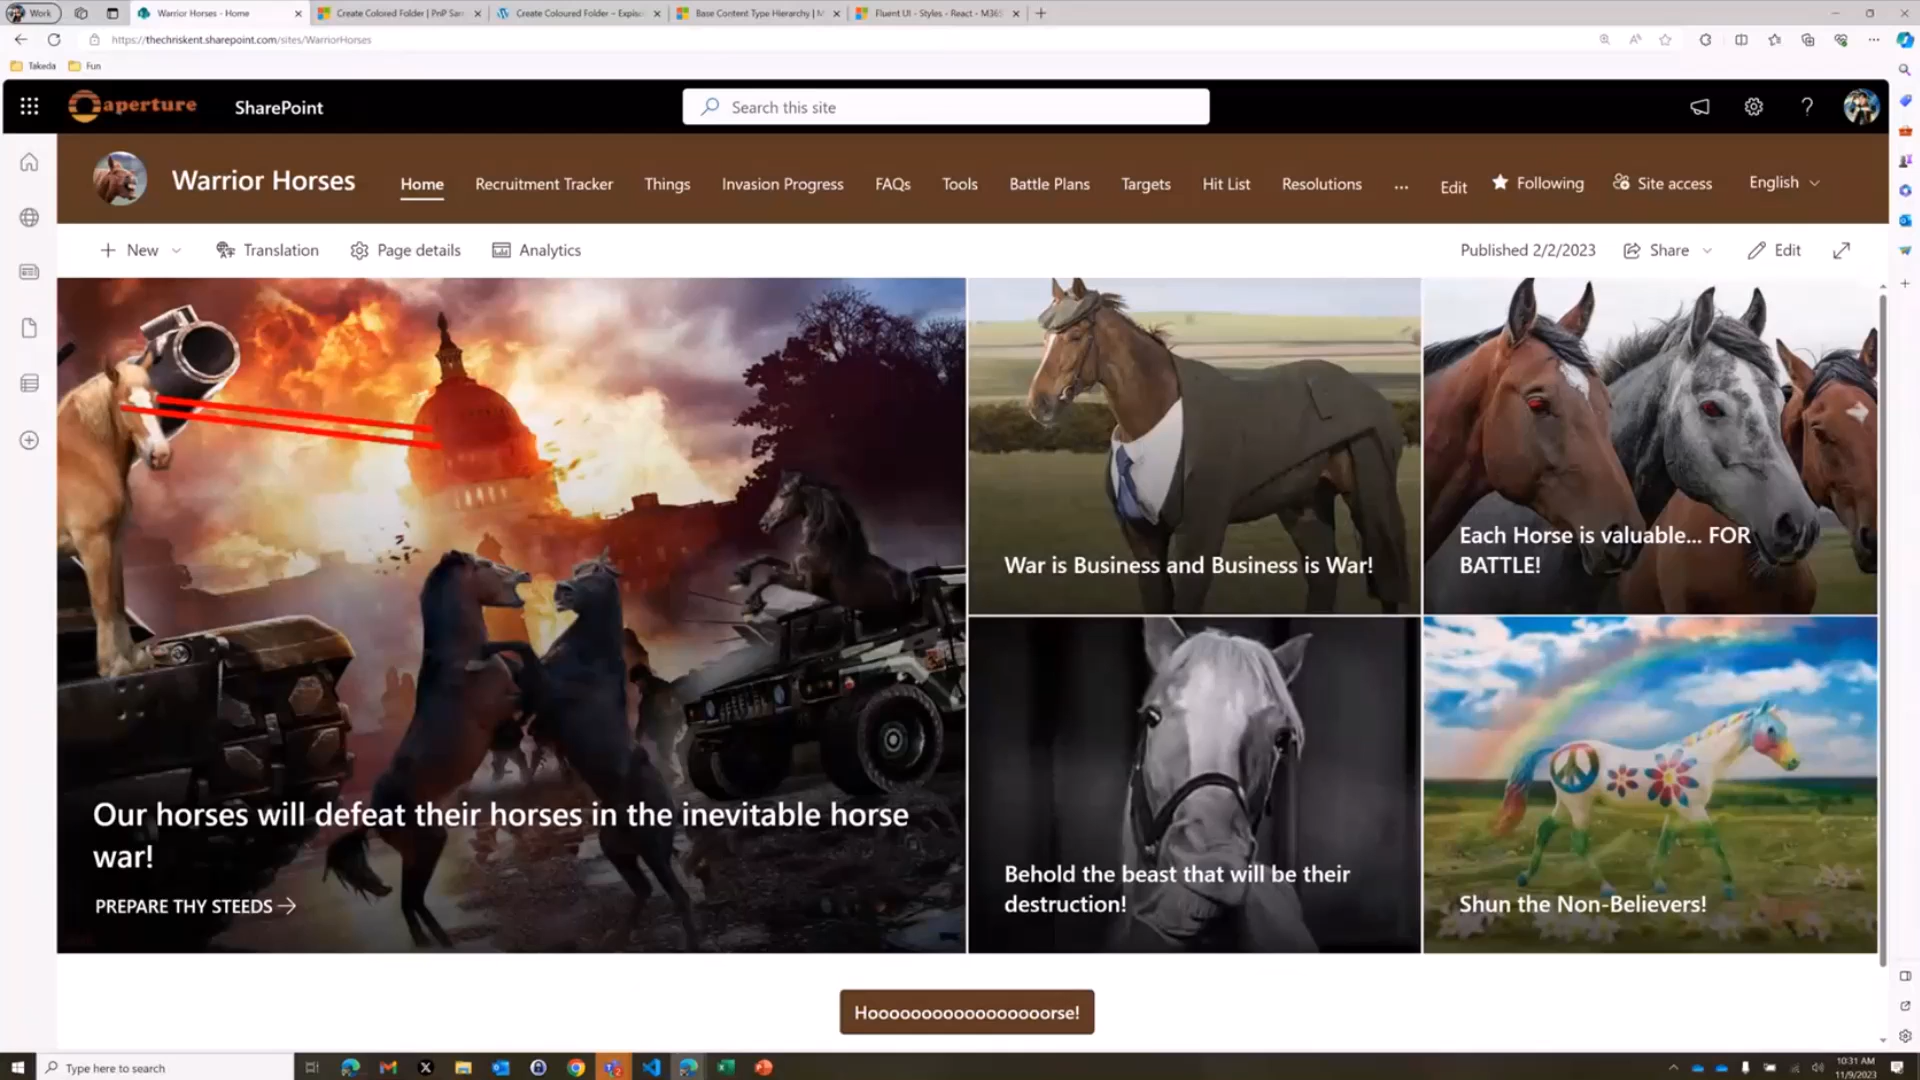 Work
Warrior Horses - Home
Create Colored Folder | PnP Sam
Create Coloured Folder – Expisc
Base Content Type Hierarchy | M
Fluent UI - Styles - React - M365
https://thechriskent.sharepoint.com/sites/WarriorHorses
Takeda
Fun
aperture
SharePoint
Search this site
Warrior Horses
Home
Recruitment Tracker
Things
Invasion Progress
FAQs
Tools
Battle Plans
Targets
Hit List
Resolutions
...
Edit
Following
Site access
English
New
Translation
Page details
Analytics
Published 2/2/2023
Share
Edit
Our horses will defeat their horses in the inevitable horse
war!
PREPARE THY STEEDS
War is Business and Business is War!
Each Horse is valuable... FOR
BATTLE!
Behold the beast that will be their
destruction!
Shun the Non-Believers!
Hoooooooooooooooooorse!
Type here to search
10:31 AM
11/9/2023